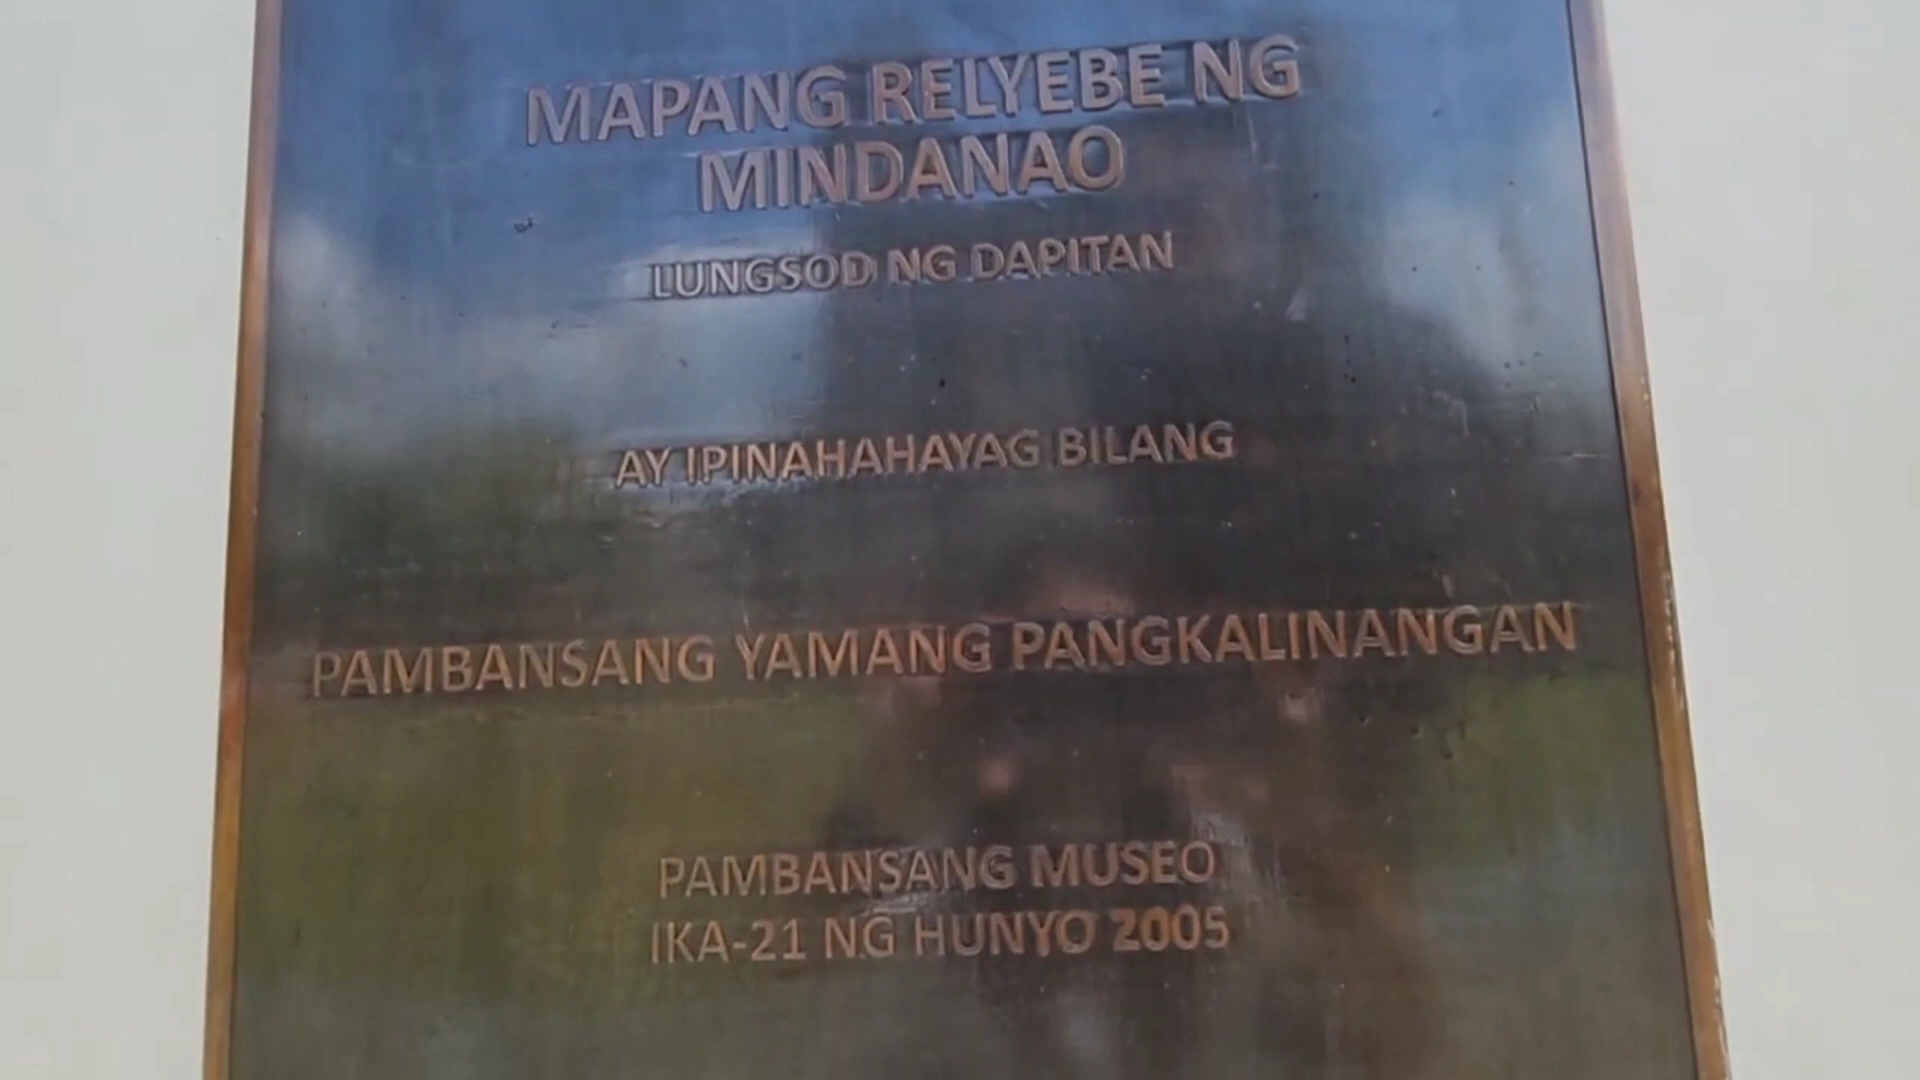 MAPANG RELYEBE NG
MINDANAO
LUNGSOD NG DAPITAN
AY IPINAHAHAYAG BILANG
PAMBANSANG YAMANG PANGKALINANGAN
PAMBANSANG MUSEO
IKA-21 NG HUNYO 2005